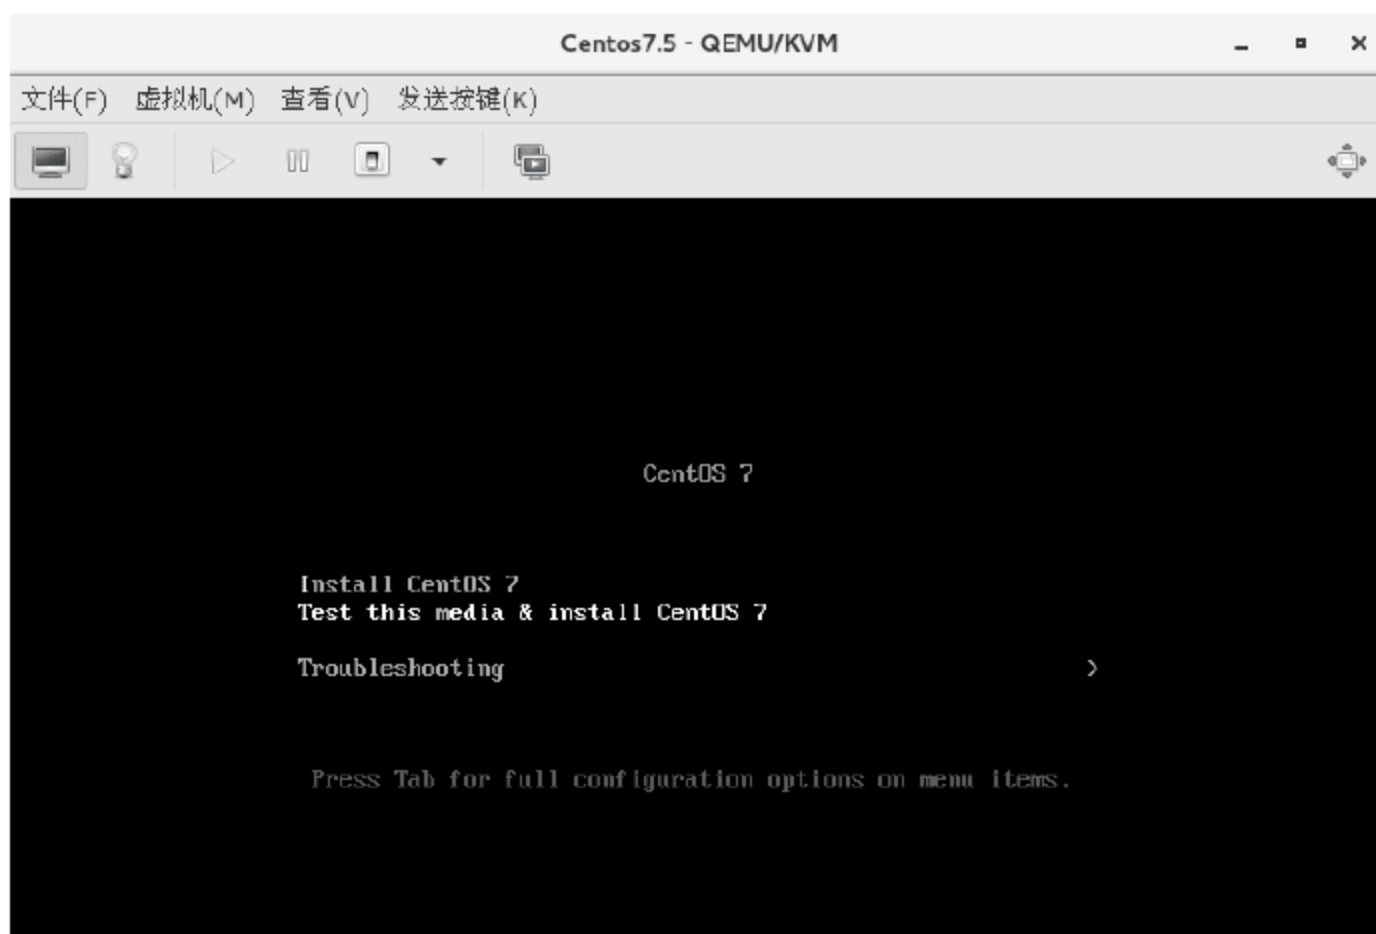 Centos7.5 - QEMU/KVM
文件(F) 虚拟机(M) 查看(V) 发送按键(K)
CentOS 7
Install CentOS 7
Test this media & install CentOS 7
Troubleshooting >
Press Tab for full configuration options on menu items.